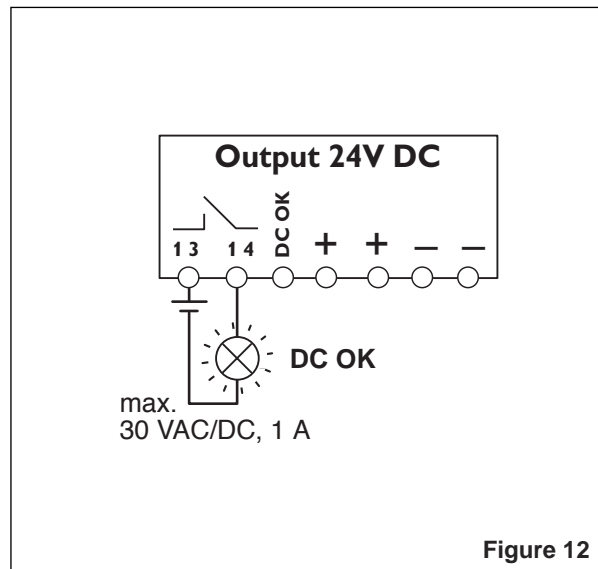 Output 24V DC
13 14 DC OK + + – –
DC OK
max.
30 VAC/DC, 1 A
Figure 12